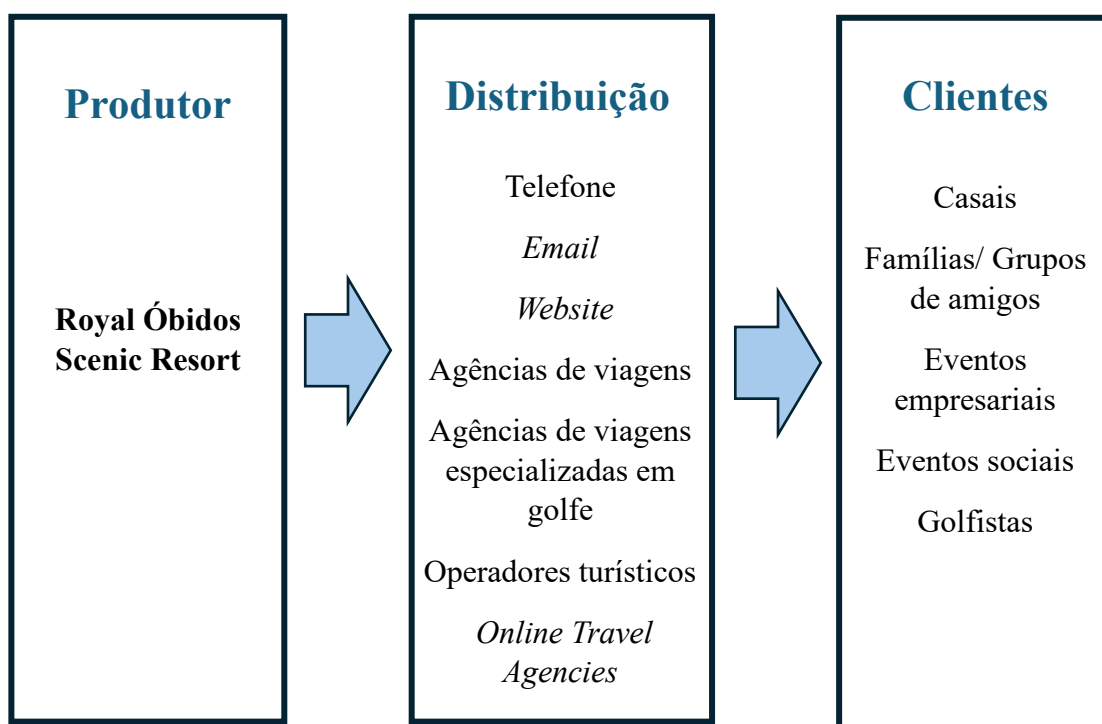 Produtor
Royal Óbidos
Scenic Resort
Distribuição
Telefone
Email
Website
Agências de viagens
Agências de viagens
especializadas em
golfe
Operadores turísticos
Online Travel
Agencies
Clientes
Casais
Famílias/ Grupos
de amigos
Eventos
empresariais
Eventos sociais
Golfistas